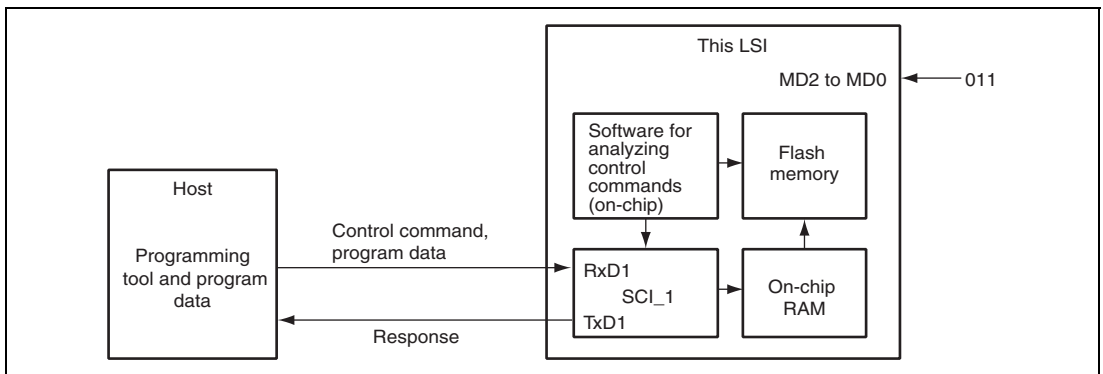 This LSI
MD2 to MD0
011
Software for
analyzing
control
commands
(on-chip)
Flash
memory
Host
Programming
tool and program
data
Control command,
program data
RxD1
SCI_1
TxD1
On-chip
RAM
Response